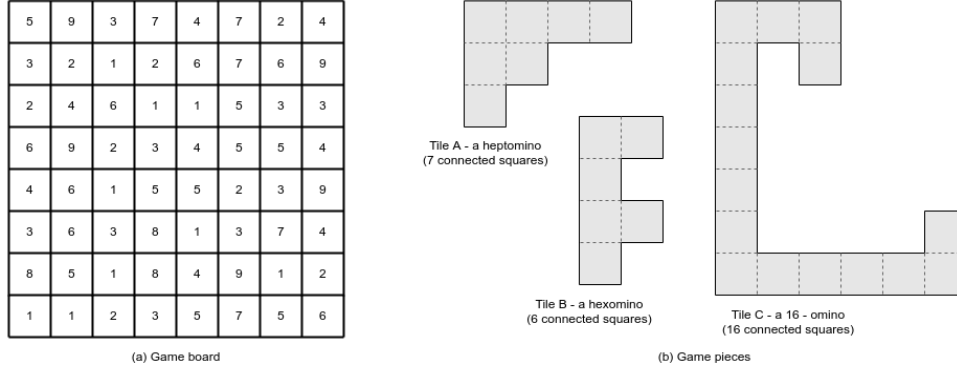 5 9 3 7 4 7 2 4
3 2 1 2 6 7 6 9
2 4 6 1 1 5 3 3
6 9 2 3 4 5 5 4
4 6 1 5 5 2 3 9
3 6 3 8 1 3 7 4
8 5 1 8 4 9 1 2
1 1 2 3 5 7 5 6
(a) Game board
Tile A - a heptomino
(7 connected squares)
Tile B - a hexomino
(6 connected squares)
Tile C - a 16 - omino
(16 connected squares)
(b) Game pieces